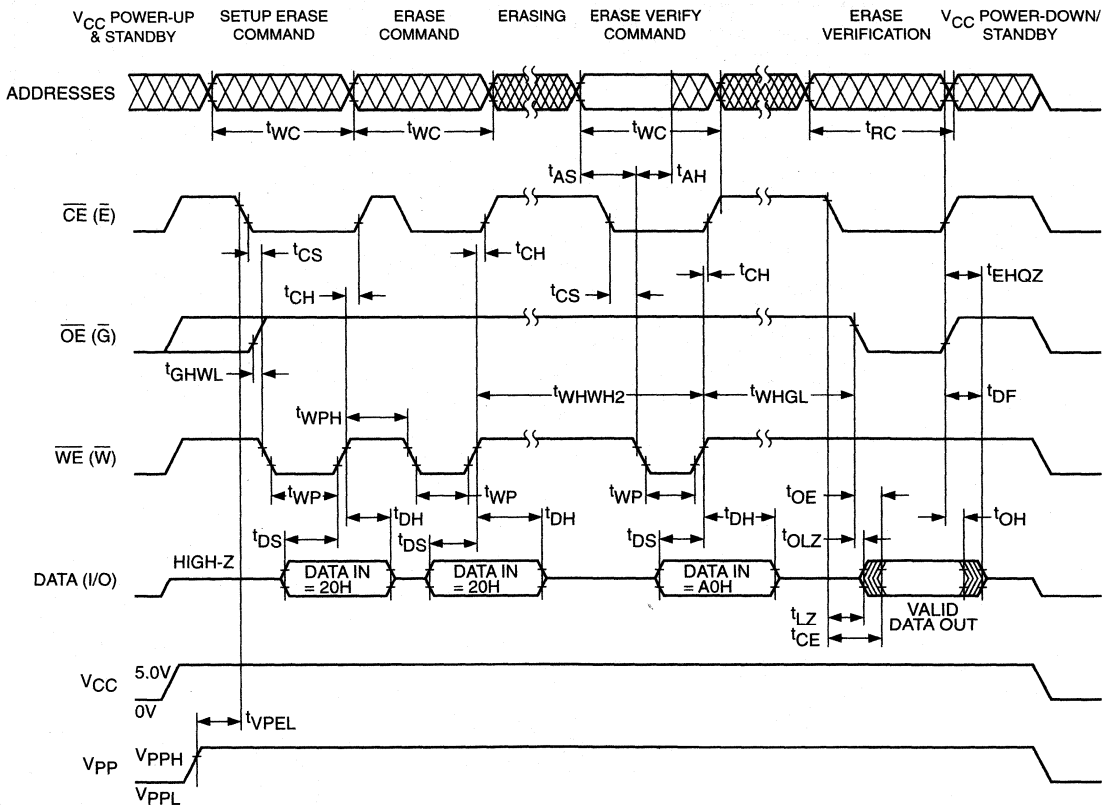 VCC POWER-UP
& STANDBY
SETUP ERASE
COMMAND
ERASE
COMMAND
ERASING
ERASE VERIFY
COMMAND
ERASE
VERIFICATION
VCC POWER-DOWN/
STANDBY
ADDRESSES
tWC
tWC
tWC
tRC
tAS
tAH
CE (E)
tCS
tCH
tCH
tCS
tCH
tEHQZ
OE (G)
tGHWL
tWPH
tWHWH2
tWHGL
tDF
WE (W)
tWP
tWP
tWP
tOE
tDH
tDH
tDH
tOH
tDS
tDS
tDS
tOLZ
HIGH-Z
DATA (I/O)
DATA IN
= 20H
DATA IN
= 20H
DATA IN
= A0H
VALID
DATA OUT
tLZ
tCE
VCC
5.0V
0V
tVPEL
VPP
VPPH
VPPL